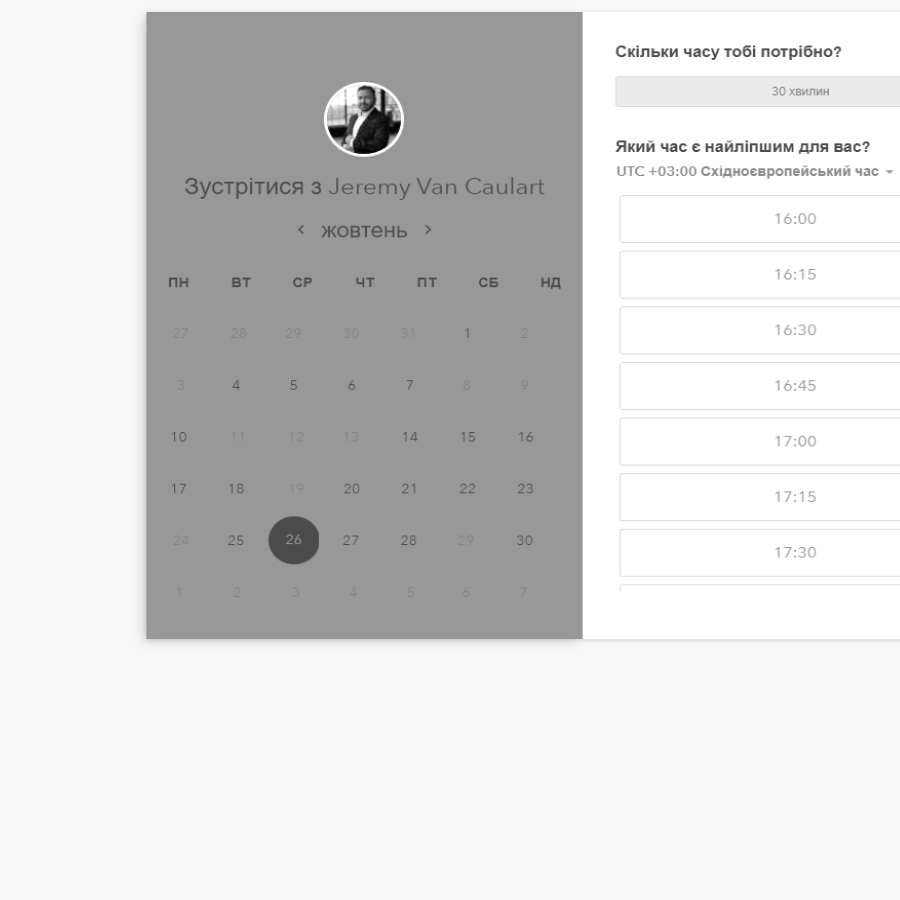 Зустрітися з Jeremy Van Caulart
жовтень
ПН ВТ СР ЧТ ПТ СБ НД
27 28 29 30 31 1 2
3 4 5 6 7 8 9
10 11 12 13 14 15 16
17 18 19 20 21 22 23
24 25 26 27 28 29 30
1 2 3 4 5 6 7
Скільки часу тобі потрібно?
30 хвилин
Який час є найліпшим для вас?
UTC +03:00 Східноєвропейський час
16:00
16:15
16:30
16:45
17:00
17:15
17:30